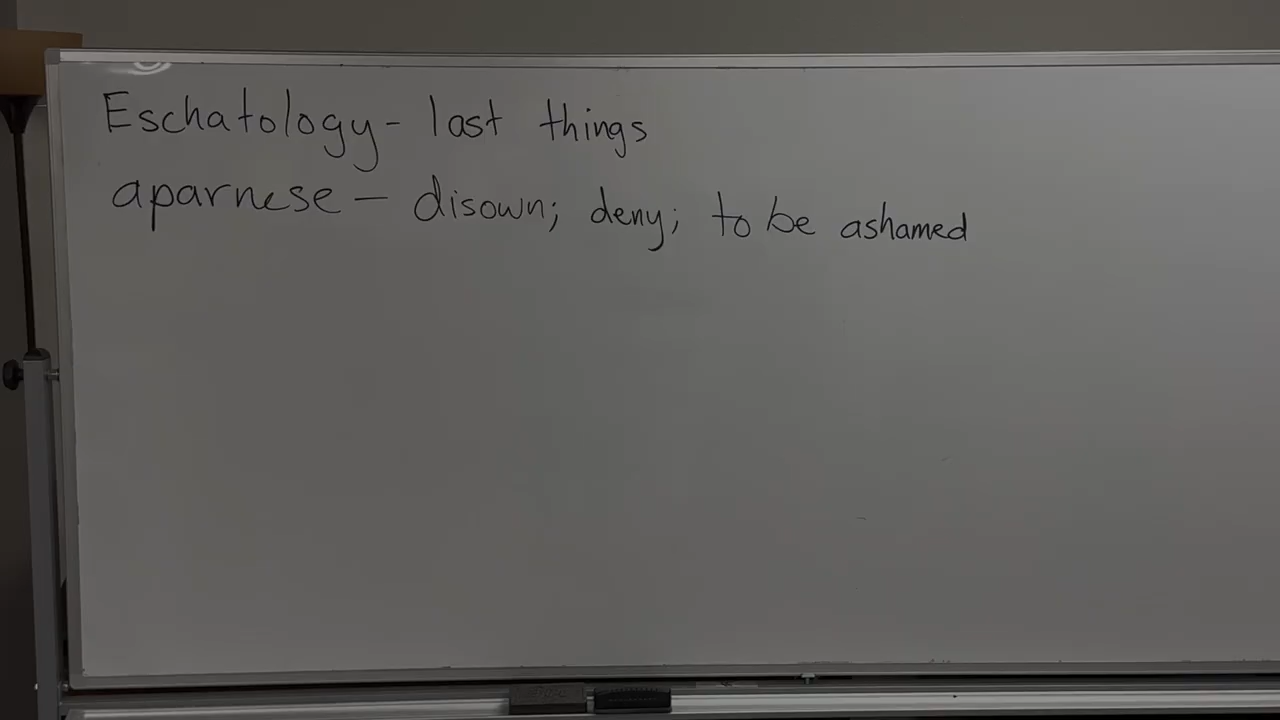 Eschatology- last things
aparnese – disown; deny; to be ashamed